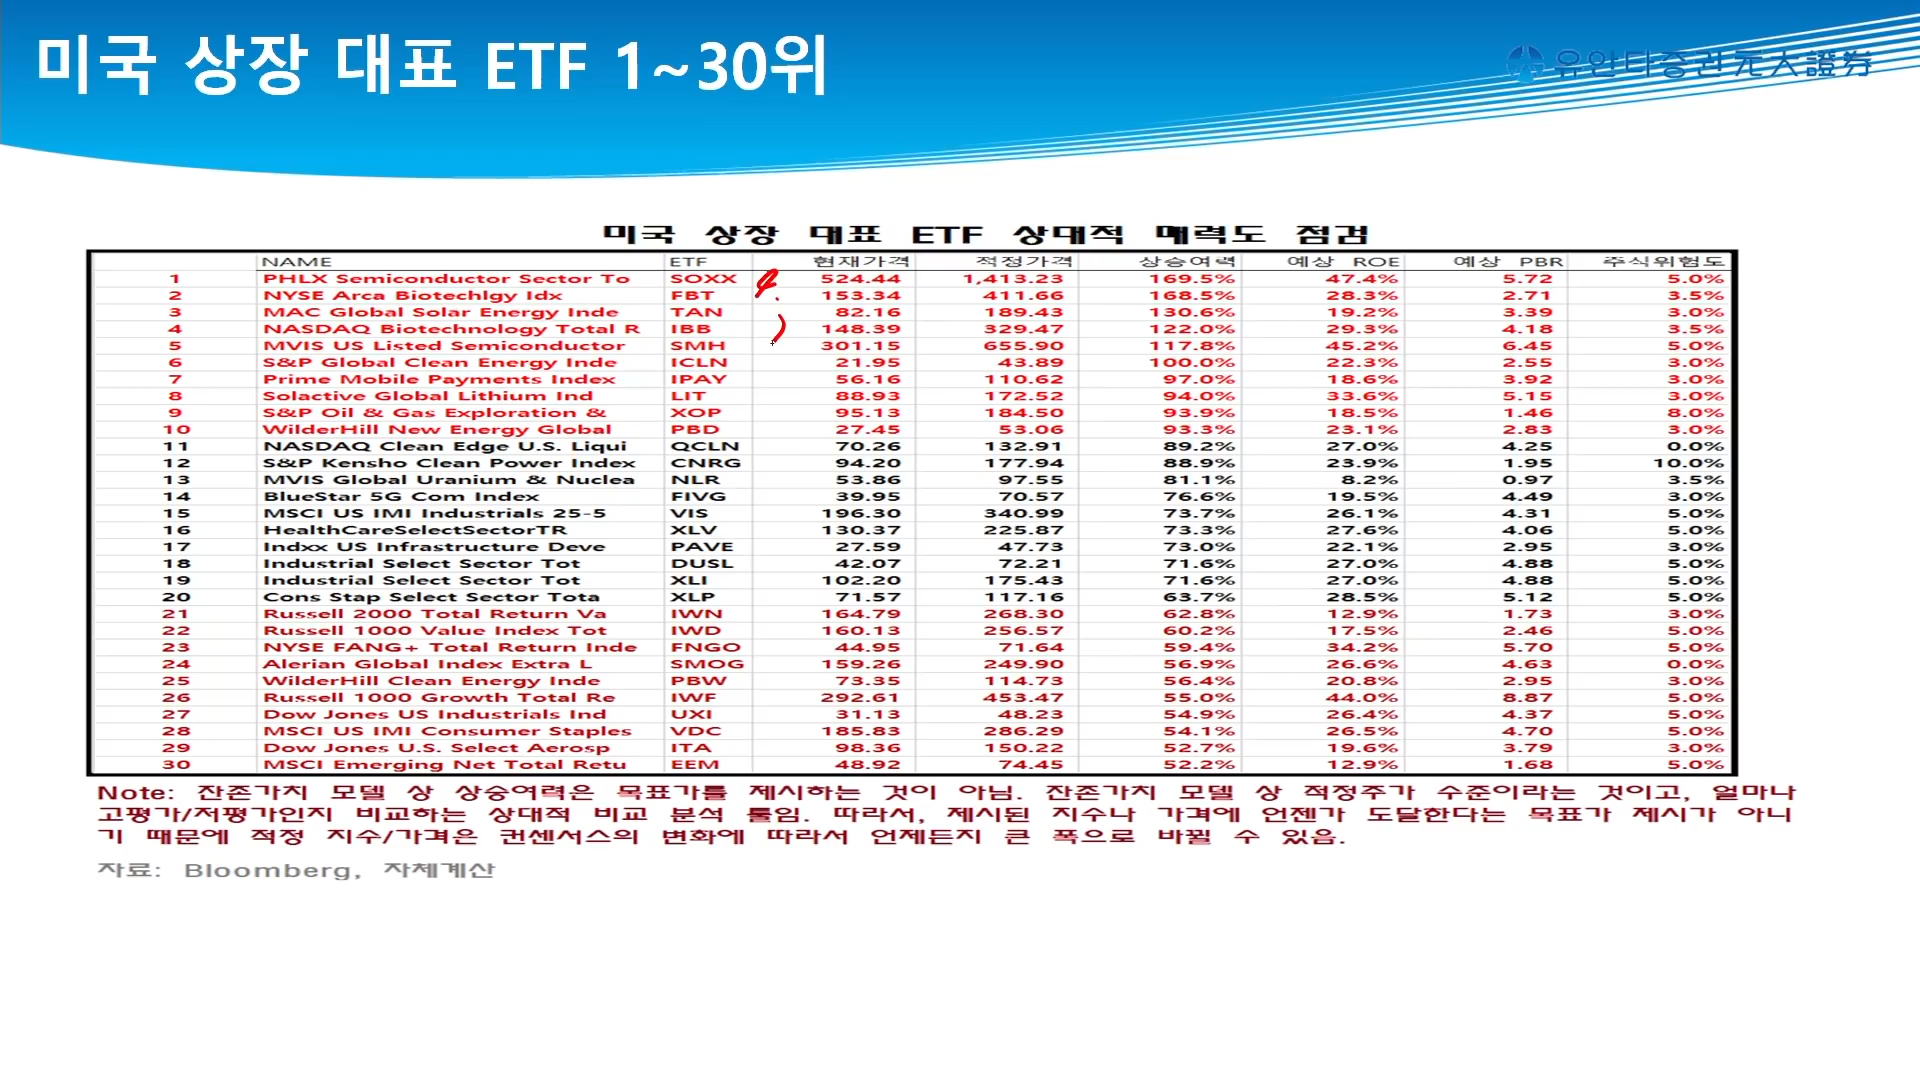 미국 상장 대표 ETF 1~30위
유안타증권 元大證券
미국 상장 대표 ETF 상대적 매력도 점검
NAME ETF 현재가격 적정가격 상승여력 예상 ROE 예상 PBR 주식위험도
1 PHLX Semiconductor Sector To SOXX 524.44 1,413.23 169.5% 47.4% 5.72 5.0%
2 NYSE Arca Biotechlgy Idx FBT 153.34 411.66 168.5% 28.3% 2.71 3.5%
3 MAC Global Solar Energy Inde TAN 82.16 189.43 130.6% 19.2% 3.39 3.0%
4 NASDAQ Biotechnology Total R IBB 148.39 329.47 122.0% 29.3% 4.18 3.5%
5 MVIS US Listed Semiconductor SMH 301.15 655.90 117.8% 45.2% 6.45 5.0%
6 S&P Global Clean Energy Inde ICLN 21.95 43.89 100.0% 22.3% 2.55 3.0%
7 Prime Mobile Payments Index IPAY 56.16 110.62 97.0% 18.6% 3.92 3.0%
8 Solactive Global Lithium Ind LIT 88.93 172.52 94.0% 33.6% 5.15 3.0%
9 S&P Oil & Gas Exploration & XOP 95.13 184.50 93.9% 18.5% 1.46 8.0%
10 WilderHill New Energy Global PBD 27.45 53.06 93.3% 23.1% 2.83 3.0%
11 NASDAQ Clean Edge U.S. Liqui QCLN 70.26 132.91 89.2% 27.0% 4.25 0.0%
12 S&P Kensho Clean Power Index CNRG 94.20 177.94 88.9% 23.9% 1.95 10.0%
13 MVIS Global Uranium & Nuclea NLR 53.86 97.55 81.1% 8.2% 0.97 3.5%
14 BlueStar 5G Com Index FIVG 39.95 70.57 76.6% 19.5% 4.49 3.0%
15 MSCI US IMI Industrials 25-5 VIS 196.30 340.99 73.7% 26.1% 4.31 5.0%
16 HealthCareSelectSectorTR XLV 130.37 225.87 73.3% 27.6% 4.06 5.0%
17 Indxx US Infrastructure Deve PAVE 27.59 47.73 73.0% 22.1% 2.95 3.0%
18 Industrial Select Sector Tot DUSL 42.07 72.21 71.6% 27.0% 4.88 5.0%
19 Industrial Select Sector Tot XLI 102.20 175.43 71.6% 27.0% 4.88 5.0%
20 Cons Stap Select Sector Tota XLP 71.57 117.16 63.7% 28.5% 5.12 5.0%
21 Russell 2000 Total Return Va IWN 164.79 268.30 62.8% 12.9% 1.73 3.0%
22 Russell 1000 Value Index Tot IWD 160.13 256.57 60.2% 17.5% 2.46 5.0%
23 NYSE FANG+ Total Return Inde FNGO 44.95 71.64 59.4% 34.2% 5.70 5.0%
24 Alerian Global Index Extra L SMOG 159.26 249.90 56.9% 26.6% 4.63 0.0%
25 WilderHill Clean Energy Inde PBW 73.35 114.73 56.4% 20.8% 2.95 3.0%
26 Russell 1000 Growth Total Re IWF 292.61 453.47 55.0% 44.0% 8.87 5.0%
27 Dow Jones US Industrials Ind UXI 31.13 48.23 54.9% 26.4% 4.37 5.0%
28 MSCI US IMI Consumer Staples VDC 185.83 286.29 54.1% 26.5% 4.70 5.0%
29 Dow Jones U.S. Select Aerosp ITA 98.36 150.22 52.7% 19.6% 3.79 3.0%
30 MSCI Emerging Net Total Retu EEM 48.92 74.45 52.2% 12.9% 1.68 5.0%
Note: 잔존가치 모델 상 상승여력은 목표가를 제시하는 것이 아님. 잔존가치 모델 상 적정주가 수준이라는 것이고, 얼마나
고평가/저평가인지 비교하는 상대적 비교 분석 툴임. 따라서, 제시된 지수나 가격에 언젠가 도달한다는 목표가 제시가 아니
기 때문에 적정 지수/가격은 컨센서스의 변화에 따라서 언제든지 큰 폭으로 바뀔 수 있음.
자료: Bloomberg, 자체계산